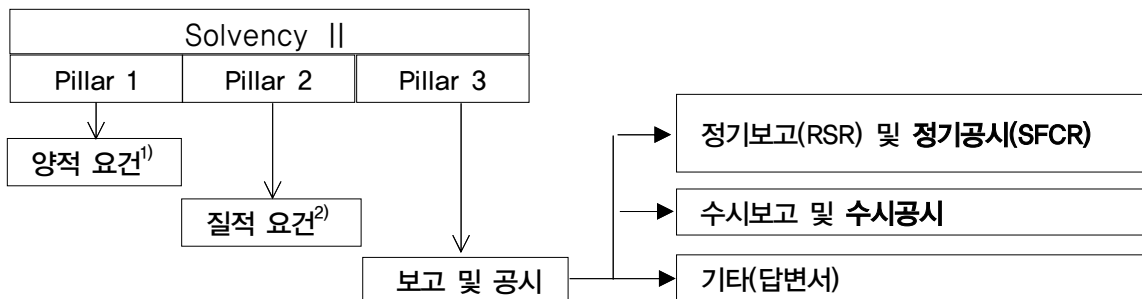 Solvency Ⅱ
Pillar 1
Pillar 2
Pillar 3
양적 요건1)
질적 요건2)
보고 및 공시
정기보고(RSR) 및 정기공시(SFCR)
수시보고 및 수시공시
기타(답변서)